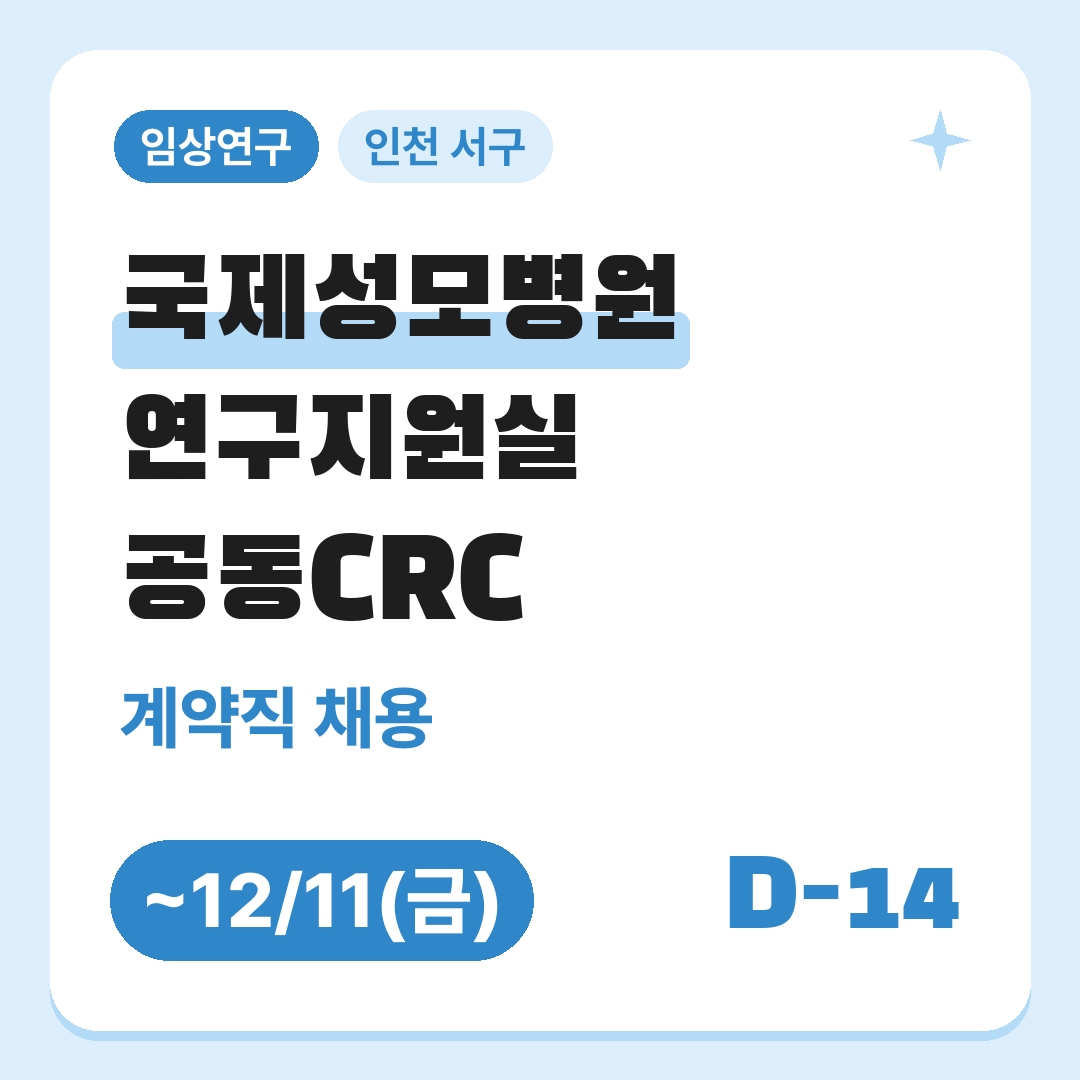 임상연구 인천 서구
국제성모병원
연구지원실
공동CRC
계약직 채용
~12/11(금) D-14